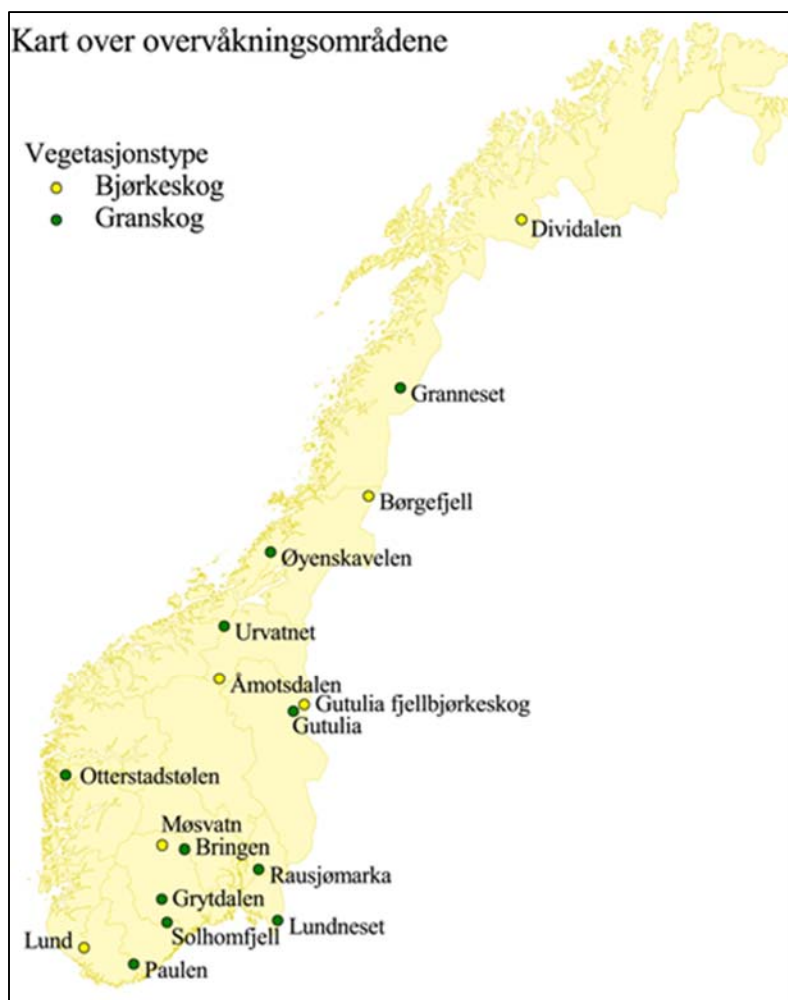 Kart over overvåkningsområdene
Vegetasjonstype
Bjørkeskog
Granskog
Dividalen
Granneset
Børgefjell
Øyenskavelen
Urvatnet
Åmotsdalen
Gutulia fjellbjørkeskog
Gutulia
Otterstadstølen
Møsvatn
Bringen
Rausjømarka
Grytdalen
Solhomfjell
Lundneset
Lund
Paulen